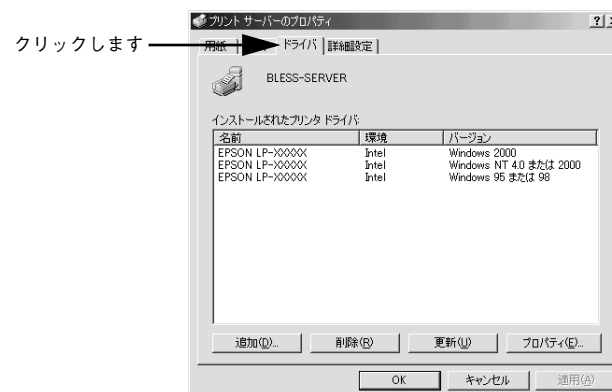 プリント サーバーのプロパティ
クリックします
用紙 ドライバ 詳細設定
BLESS-SERVER
インストールされたプリンタ ドライバ:
名前 環境 バージョン
EPSON LP-XXXXX Intel Windows 2000
EPSON LP-XXXXX Intel Windows NT 4.0 または 2000
EPSON LP-XXXXX Intel Windows 95 または 98
追加(D)... 削除(R) 更新(U) プロパティ(E)...
OK キャンセル 適用(A)